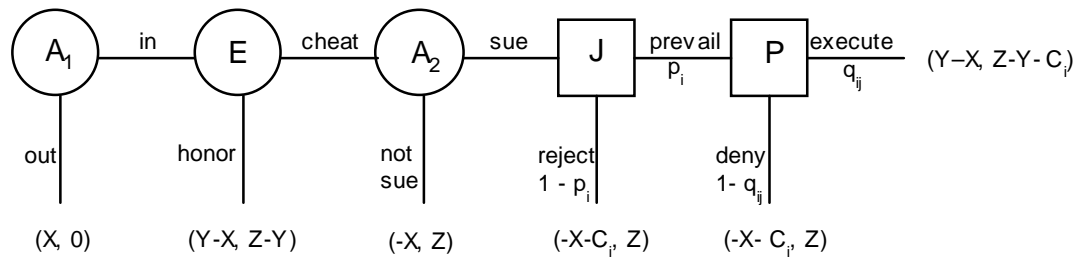 in cheat sue prevail execute
A₁ E A₂ J P
pᵢ qᵢⱼ (Y–X, Z-Y- Cᵢ)
out honor not sue reject 1 - pᵢ deny 1- qᵢⱼ
(X, 0) (Y-X, Z-Y) (-X, Z) (-X-Cᵢ, Z) (-X- Cᵢ, Z)